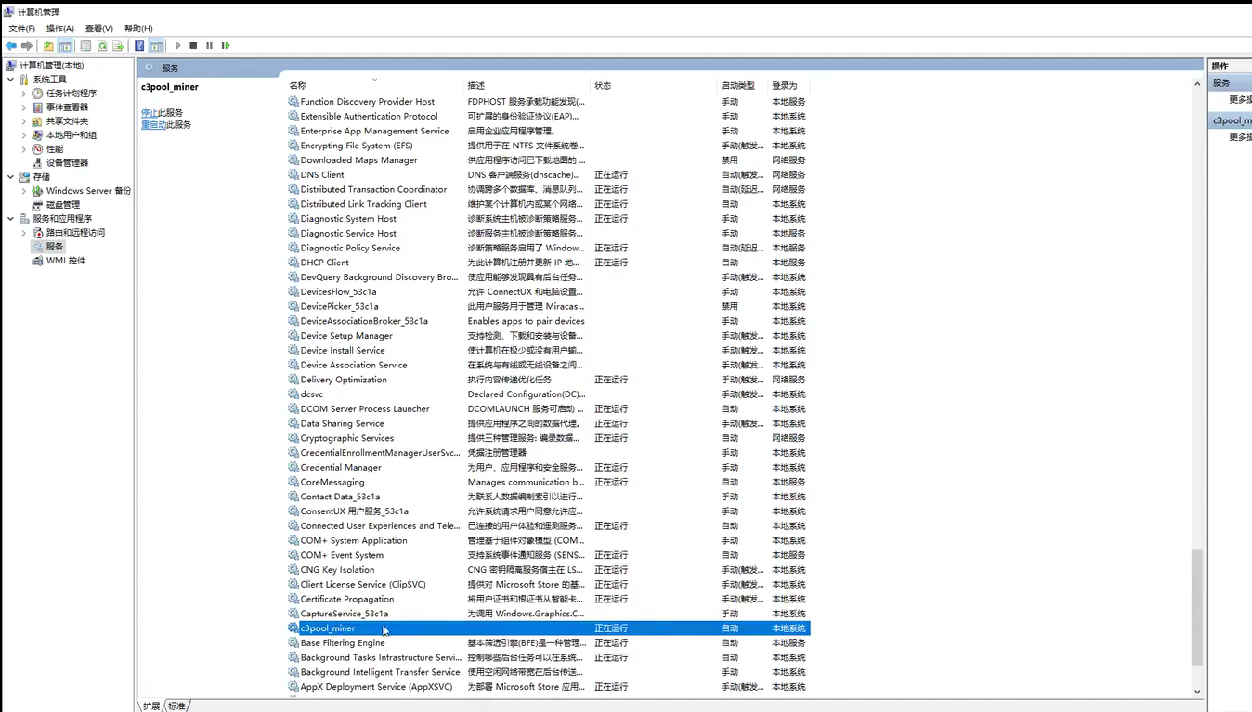 计算机管理
文件(F) 操作(A) 查看(V) 帮助(H)
计算机管理(本地)
系统工具
任务计划程序
事件查看器
共享文件夹
本地用户和组
性能
设备管理器
存储
Windows Server 备份
磁盘管理
服务和应用程序
路由和远程访问
服务
WMI 控件
服务
c3pool_miner
停止此服务
重启动此服务
名称 描述 状态 启动类型 登录为
Function Discovery Provider Host FDPHOST 服务承载功能发现(... 手动 本地服务
Extensible Authentication Protocol 可扩展的身份验证协议(EAP)... 手动 本地系统
Enterprise App Management Service 启用企业应用程序管理. 手动 本地系统
Encrypting File System (EFS) 提供用于在 NTFS 文件系统卷... 手动(触发... 本地系统
Downloaded Maps Manager 供应用程序访问已下载地图的 ... 禁用 网络服务
DNS Client DNS 客户端服务(dnscache)... 正在运行 自动(触发... 网络服务
Distributed Transaction Coordinator 协调跨多个数据库、消息队列... 正在运行 自动(延迟... 网络服务
Distributed Link Tracking Client 维护某个计算机内或某个网络... 正在运行 自动 本地系统
Diagnostic System Host 诊断系统主机被诊断策略服务... 正在运行 手动 本地系统
Diagnostic Service Host 诊断服务主机被诊断策略服务... 手动 本地服务
Diagnostic Policy Service 诊断策略服务启用了 Window... 正在运行 自动(延迟... 本地服务
DHCP Client 为此计算机注册并更新 IP 地... 正在运行 自动 本地服务
DevQuery Background Discovery Bro... 使应用能够发现具有后台任务... 手动(触发... 本地系统
DevicesFlow_53c1a 允许 ConnectUX 和电脑设置... 手动 本地系统
DevicePicker_53c1a 此用户服务用于管理 Miracas... 禁用 本地系统
DeviceAssociationBroker_53c1a Enables apps to pair devices 手动 本地系统
Device Setup Manager 支持检测、下载和安装与设备... 手动(触发... 本地系统
Device Install Service 使计算机在极少或没有用户输... 手动(触发... 本地系统
Device Association Service 在系统与有线或无线设备之间... 手动(触发... 本地系统
Delivery Optimization 执行内容传递优化任务 正在运行 手动(触发... 网络服务
dcsvc Declared Configuration(DC)... 手动(触发... 本地系统
DCOM Server Process Launcher DCOMLAUNCH 服务可启动 ... 正在运行 自动 本地系统
Data Sharing Service 提供应用程序之间的数据代理。 正在运行 手动(触发... 本地系统
Cryptographic Services 提供三种管理服务: 编录数据... 正在运行 自动 网络服务
CredentialEnrollmentManagerUserSvc... 凭据注册管理器 手动 本地系统
Credential Manager 为用户、应用程序和安全服务... 正在运行 手动 本地系统
CoreMessaging Manages communication b... 正在运行 自动 本地服务
Contact Data_53c1a 为联系人数据编制索引以进行... 手动 本地系统
ConsentUX 用户服务_53c1a 允许系统请求用户同意允许应... 手动 本地系统
Connected User Experiences and Tele... 已连接的用户体验和遥测服务... 正在运行 自动 本地系统
COM+ System Application 管理基于组件对象模型 (COM... 手动 本地系统
COM+ Event System 支持系统事件通知服务 (SENS... 正在运行 自动 本地服务
CNG Key Isolation CNG 密钥隔离服务宿主在 LS... 正在运行 手动(触发... 本地系统
Client License Service (ClipSVC) 提供对 Microsoft Store 的基... 正在运行 手动(触发... 本地系统
Certificate Propagation 将用户证书和根证书从智能卡... 正在运行 手动(触发... 本地系统
CaptureService_53c1a 为调用 Windows.Graphics.C... 手动 本地系统
c3pool_miner 正在运行 自动 本地系统
Base Filtering Engine 基本筛选引擎(BFE)是一种管理... 正在运行 自动 本地服务
Background Tasks Infrastructure Servi... 控制哪些后台任务可以在系统... 正在运行 自动 本地系统
Background Intelligent Transfer Service 使用空闲网络带宽在后台传送... 手动 本地系统
AppX Deployment Service (AppXSVC) 为部署 Microsoft Store 应用... 正在运行 手动(触发... 本地系统
扩展 标准
操作
服务
更多操
c3pool_m
更多操